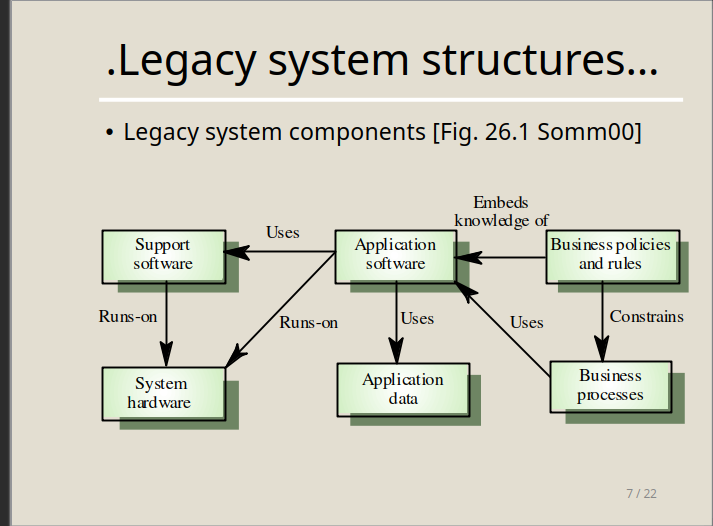 .Legacy system structures...
• Legacy system components [Fig. 26.1 Somm00]
Embeds
knowledge of
Uses
Support
software
Application
software
Business policies
and rules
Runs-on
Runs-on
Uses
Uses
Constrains
System
hardware
Application
data
Business
processes
7 / 22